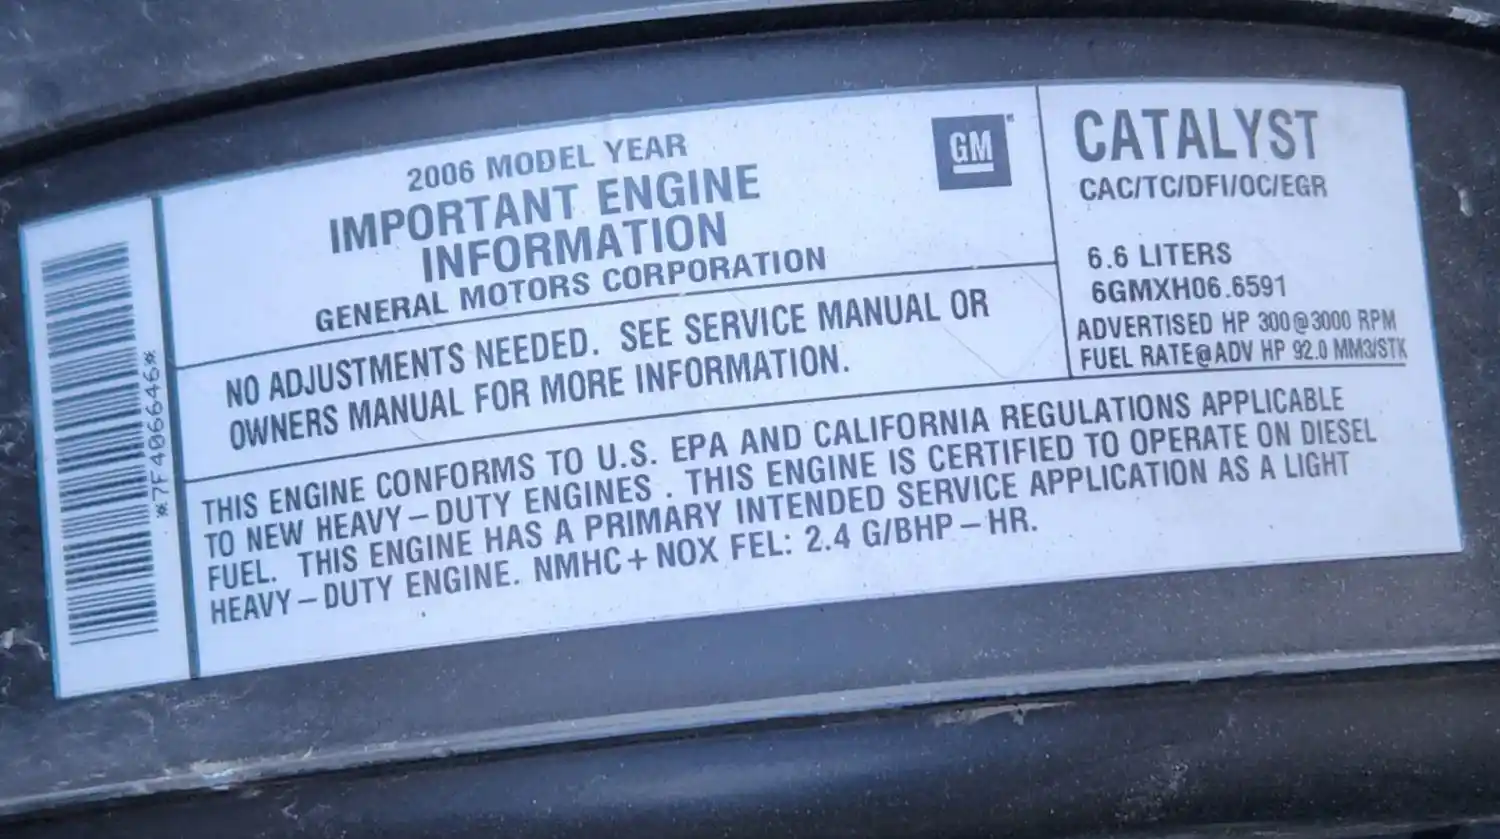 *7F406646*
2006 MODEL YEAR
IMPORTANT ENGINE
INFORMATION
GENERAL MOTORS CORPORATION
GM
NO ADJUSTMENTS NEEDED. SEE SERVICE MANUAL OR
OWNERS MANUAL FOR MORE INFORMATION.
CATALYST
CAC/TC/DFI/OC/EGR
6.6 LITERS
6GMXH06.6591
ADVERTISED HP 300@3000 RPM
FUEL RATE@ADV HP 92.0 MM3/STK
THIS ENGINE CONFORMS TO U.S. EPA AND CALIFORNIA REGULATIONS APPLICABLE
TO NEW HEAVY-DUTY ENGINES . THIS ENGINE IS CERTIFIED TO OPERATE ON DIESEL
FUEL. THIS ENGINE HAS A PRIMARY INTENDED SERVICE APPLICATION AS A LIGHT
HEAVY-DUTY ENGINE. NMHC+NOX FEL: 2.4 G/BHP-HR.